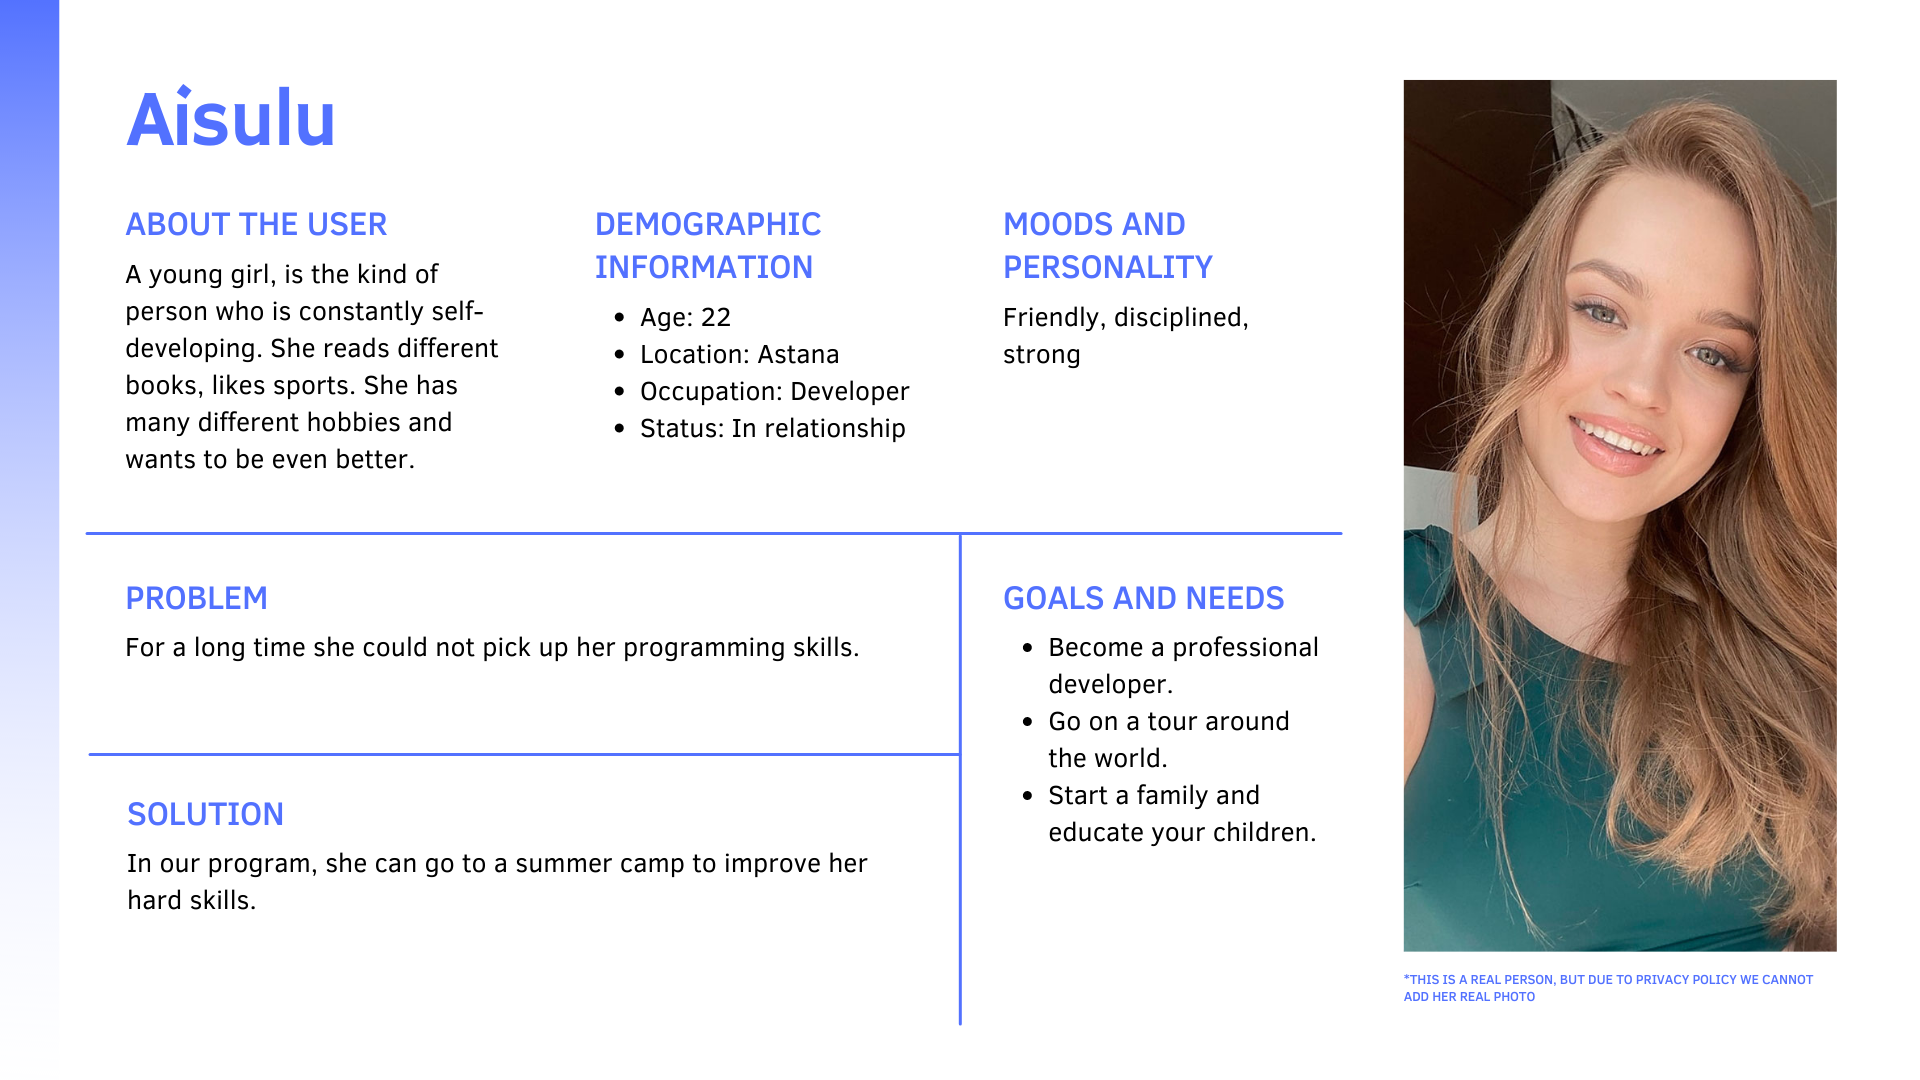 Aisulu
ABOUT THE USER
A young girl, is the kind of
person who is constantly self-
developing. She reads different
books, likes sports. She has
many different hobbies and
wants to be even better.
DEMOGRAPHIC
INFORMATION
• Age: 22
• Location: Astana
• Occupation: Developer
• Status: In relationship
MOODS AND
PERSONALITY
Friendly, disciplined,
strong
PROBLEM
For a long time she could not pick up her programming skills.
SOLUTION
In our program, she can go to a summer camp to improve her
hard skills.
GOALS AND NEEDS
• Become a professional
developer.
• Go on a tour around
the world.
• Start a family and
educate your children.
*THIS IS A REAL PERSON, BUT DUE TO PRIVACY POLICY WE CANNOT
ADD HER REAL PHOTO